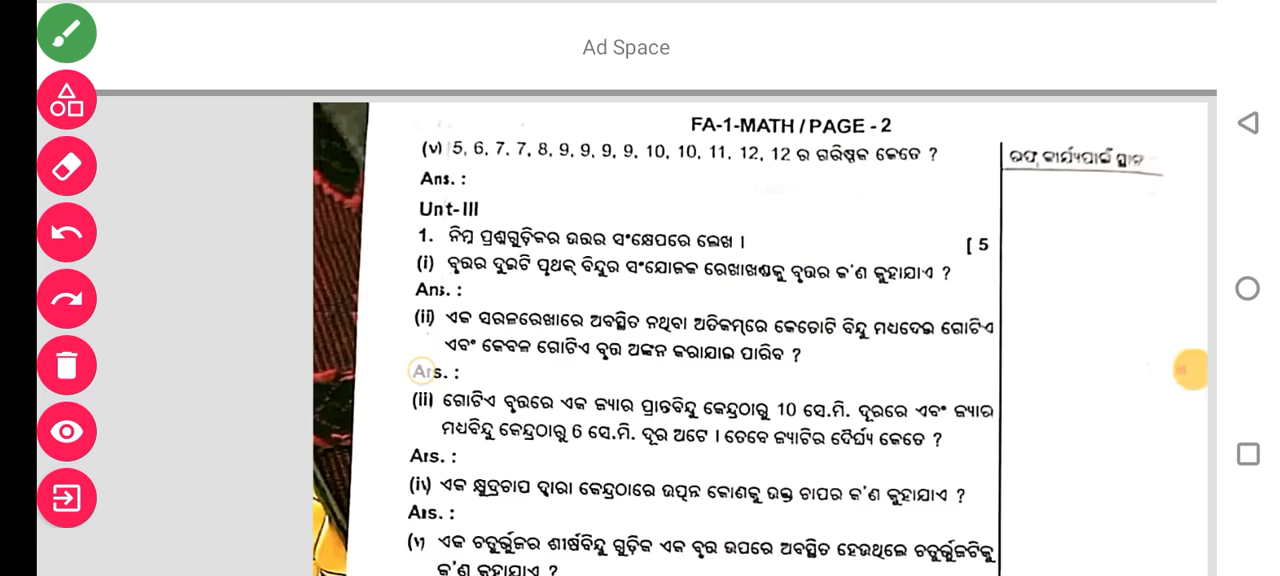 Ad Space
FA-1-MATH / PAGE - 2
(v) 5, 6, 7, 7, 8, 9, 9, 9, 9, 10, 10, 11, 12, 12 ର ଗରିଷ୍ଠକ କେତେ ?
ରଫ୍ କାର୍ଯ୍ୟପାଇଁ ସ୍ଥାନ
Ans. :
Unt-III
1. ନିମ୍ନ ପ୍ରଶ୍ନଗୁଡ଼ିକର ଉତ୍ତର ସଂକ୍ଷେପରେ ଲେଖ । [ 5
(i) ବୃତ୍ତର ଦୁଇଟି ପୃଥକ୍ ବିନ୍ଦୁର ସଂଯୋଜକ ରେଖାଖଣ୍ଡକୁ ବୃତ୍ତର କ'ଣ କୁହାଯାଏ ?
Ans. :
(ii) ଏକ ସରଳରେଖାରେ ଅବସ୍ଥିତ ନଥିବା ଅତିକମ୍‌ରେ କେତୋଟି ବିନ୍ଦୁ ମଧ୍ୟଦେଇ ଗୋଟିଏ
ଏବଂ କେବଳ ଗୋଟିଏ ବୃତ୍ତ ଅଙ୍କନ କରାଯାଇ ପାରିବ ?
Ans. :
(iii) ଗୋଟିଏ ବୃତ୍ତରେ ଏକ ଜ୍ୟାର ପ୍ରାନ୍ତବିନ୍ଦୁ କେନ୍ଦ୍ରଠାରୁ 10 ସେ.ମି. ଦୂରରେ ଏବଂ ଜ୍ୟାର
ମଧ୍ୟବିନ୍ଦୁ କେନ୍ଦ୍ରଠାରୁ 6 ସେ.ମି. ଦୂର ଅଟେ । ତେବେ ଜ୍ୟାଟିର ଦୈର୍ଘ୍ୟ କେତେ ?
Ans. :
(iv) ଏକ କ୍ଷୁଦ୍ରଚାପ ଦ୍ୱାରା କେନ୍ଦ୍ରଠାରେ ଉତ୍ପନ୍ନ କୋଣକୁ ଉକ୍ତ ଚାପର କ'ଣ କୁହାଯାଏ ?
Ans. :
(v) ଏକ ଚତୁର୍ଭୁଜର ଶୀର୍ଷବିନ୍ଦୁ ଗୁଡ଼ିକ ଏକ ବୃତ୍ତ ଉପରେ ଅବସ୍ଥିତ ହେଉଥିଲେ ଚତୁର୍ଭୁଜଟିକୁ
କ'ଣ କୁହାଯାଏ ?